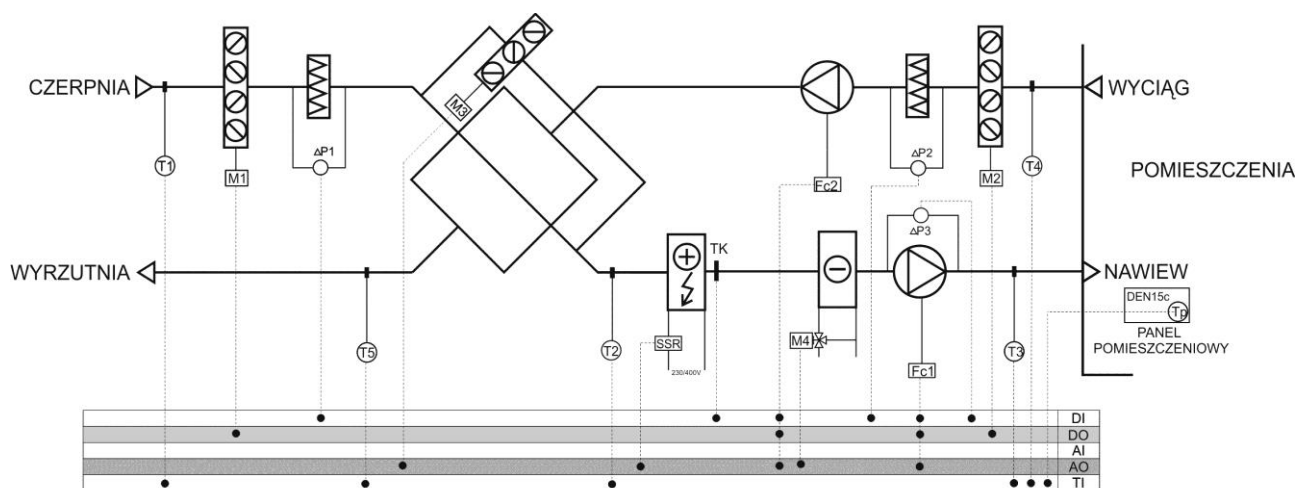 CZERPNIA
T1
M1
ΔP1
M3
Fc2
ΔP2
M2
T4
WYCIĄG
POMIESZCZENIA
WYRZUTNIA
T5
T2
SSR
230/400V
TK
M4
ΔP3
Fc1
T3
NAWIEW
DEN15c
Tp
PANEL
POMIESZCZENIOWY
DI
DO
AI
AO
TI